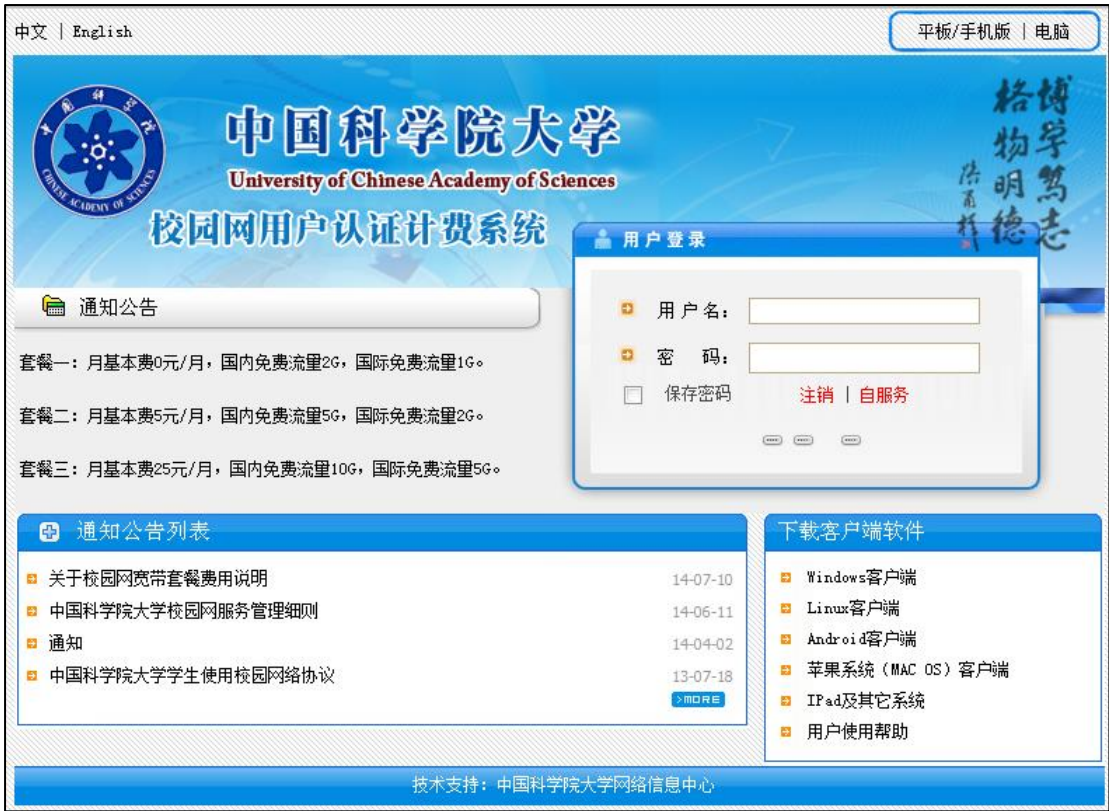 中文 | English
平板/手机版 | 电脑
中国科学院
CHINESE ACADEMY OF SCIENCES
中国科学院大学
University of Chinese Academy of Sciences
校园网用户认证计费系统
博学笃志
格物明德
用户登录
用户名：
密 码：
保存密码
注销 | 自服务
通知公告
套餐一：月基本费0元/月，国内免费流量2G，国际免费流量1G。
套餐二：月基本费5元/月，国内免费流量5G，国际免费流量2G。
套餐三：月基本费25元/月，国内免费流量10G，国际免费流量5G。
通知公告列表
关于校园网宽带套餐费用说明 14-07-10
中国科学院大学校园网服务管理细则 14-06-11
通知 14-04-02
中国科学院大学学生使用校园网络协议 13-07-18
>MORE
下载客户端软件
Windows客户端
Linux客户端
Android客户端
苹果系统（MAC OS）客户端
IPad及其它系统
用户使用帮助
技术支持：中国科学院大学网络信息中心